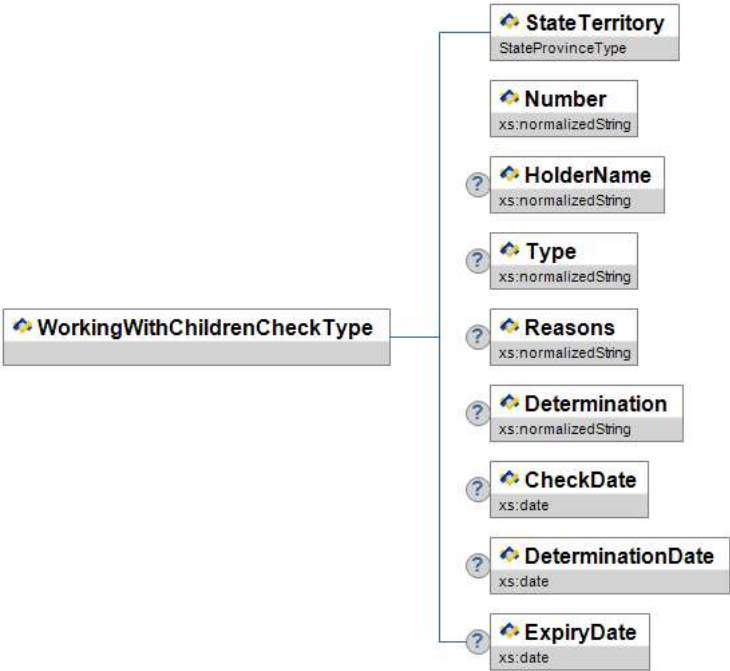 StateTerritory
StateProvinceType
Number
xs:normalizedString
?
HolderName
xs:normalizedString
?
Type
xs:normalizedString
WorkingWithChildrenCheckType
?
Reasons
xs:normalizedString
?
Determination
xs:normalizedString
?
CheckDate
xs:date
?
DeterminationDate
xs:date
?
ExpiryDate
xs:date